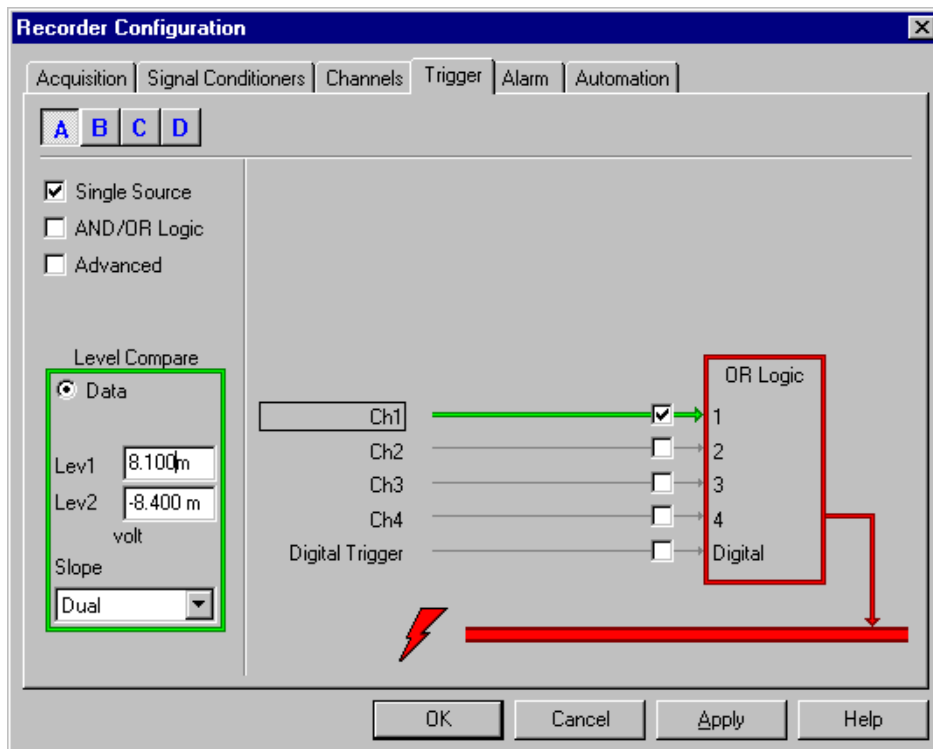 Recorder Configuration
Acquisition Signal Conditioners Channels Trigger Alarm Automation
A B C D
Single Source
AND/OR Logic
Advanced
Level Compare
Data
Lev1 8.100m
Lev2 -8.400 m
volt
Slope
Dual
OR Logic
Ch1 1
Ch2 2
Ch3 3
Ch4 4
Digital Trigger Digital
OK Cancel Apply Help